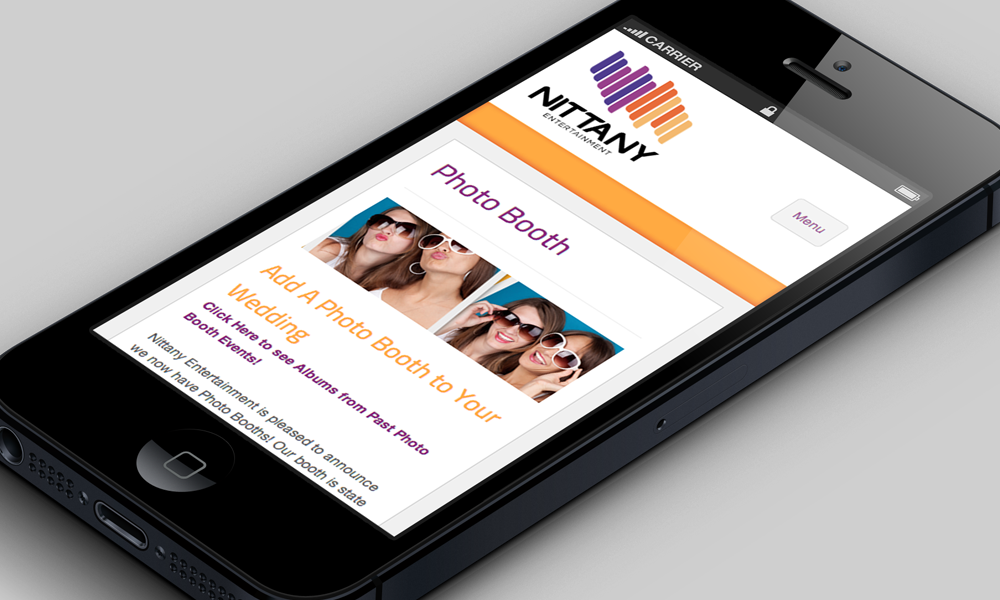 CARRIER
NITTANY
ENTERTAINMENT
Menu
Photo Booth
Add A Photo Booth to Your
Wedding
Click Here to see Albums from Past Photo
Booth Events!
Nittany Entertainment is pleased to announce
we now have Photo Booths! Our booth is state